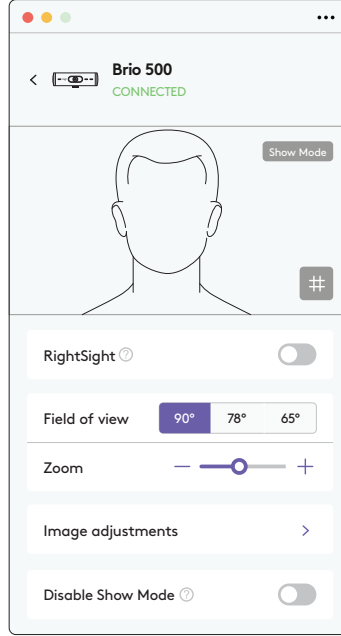 Brio 500
CONNECTED
Show Mode
RightSight
Field of view 90° 78° 65°
Zoom
Image adjustments
Disable Show Mode